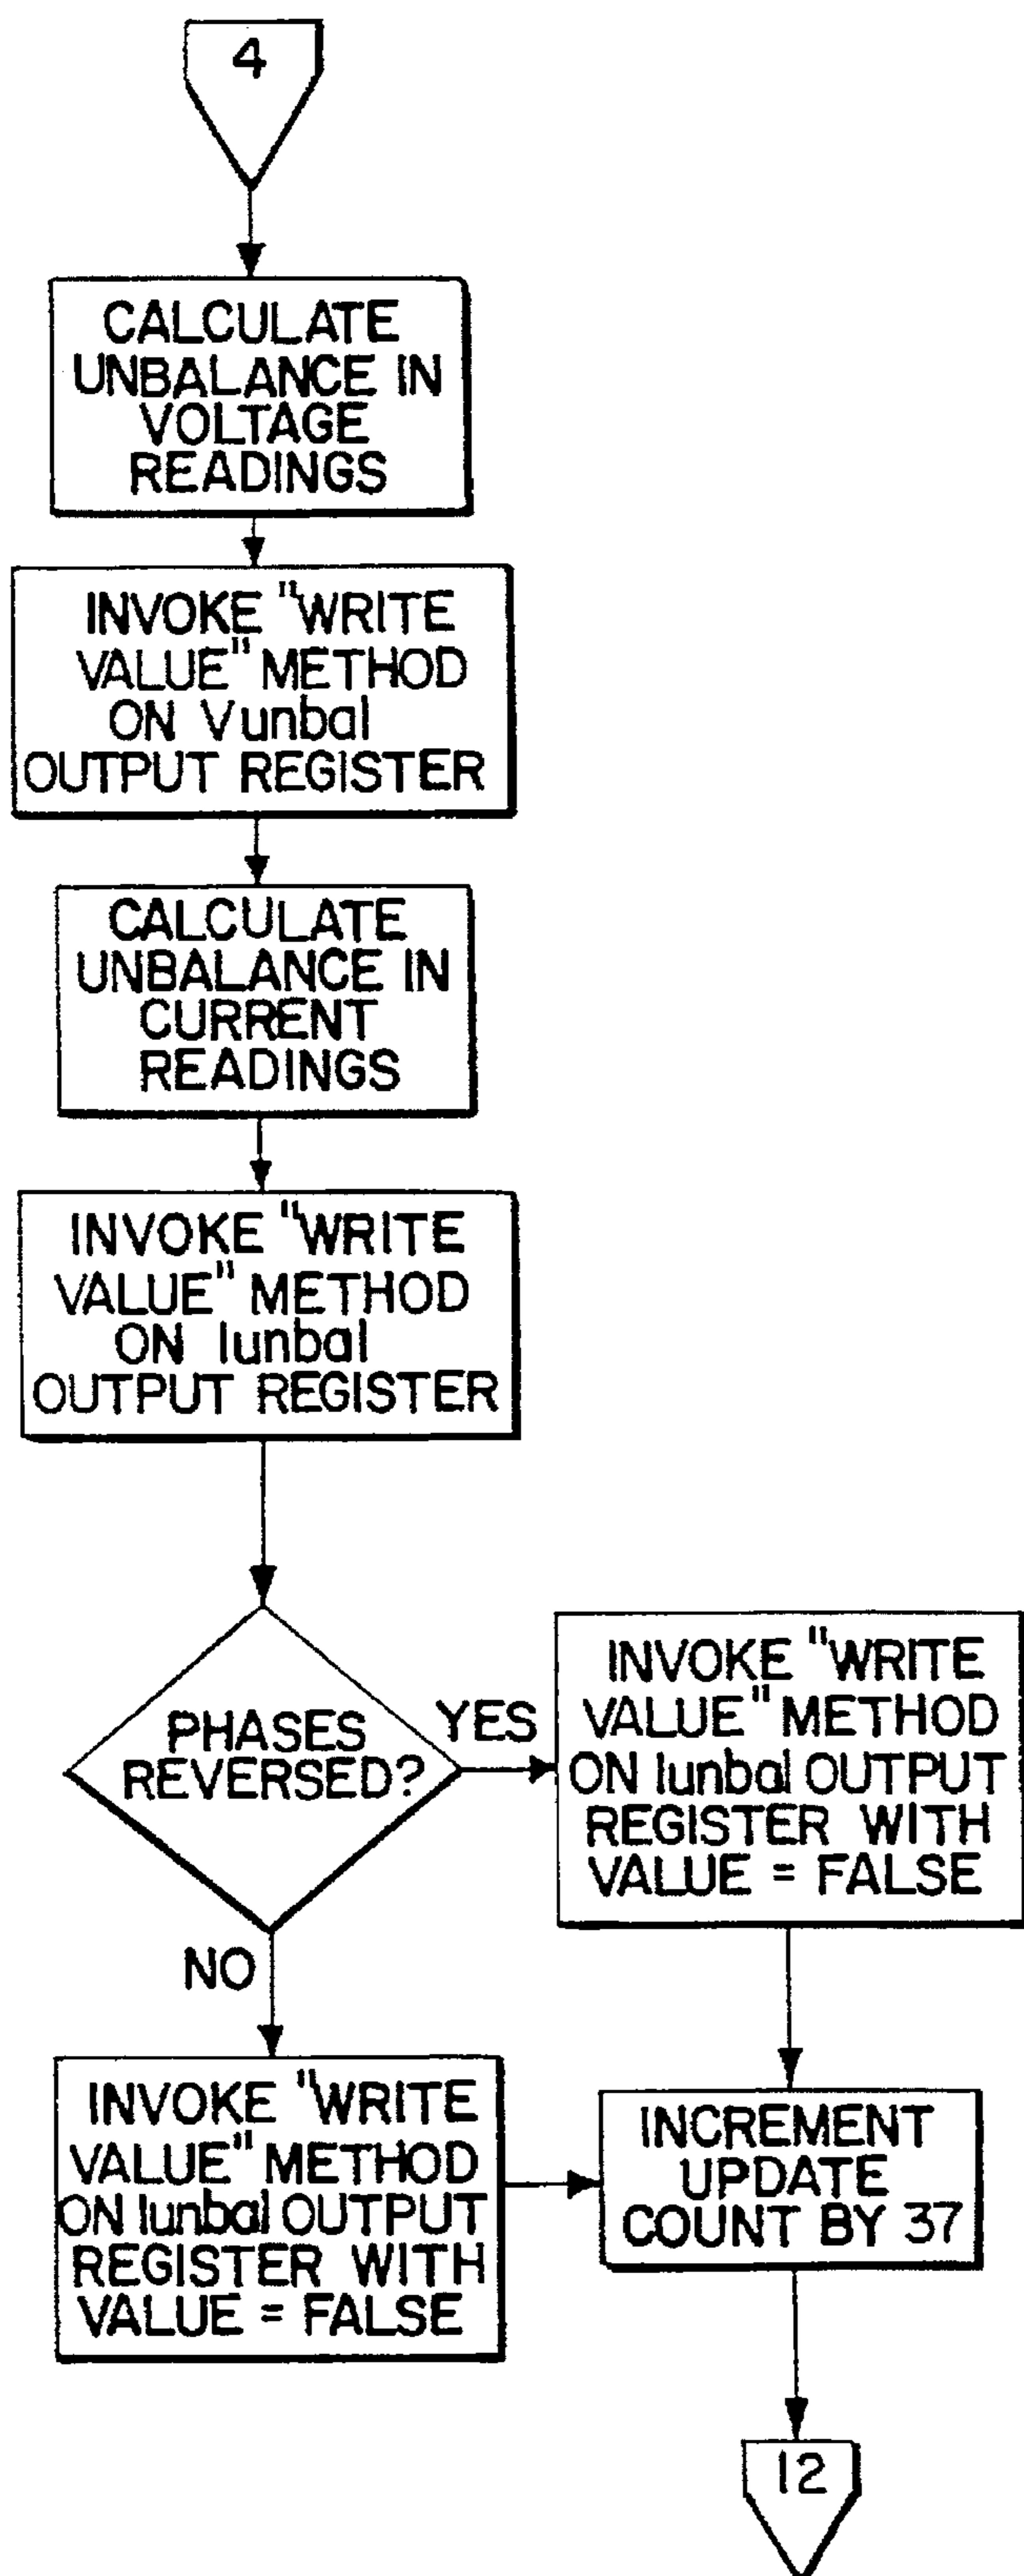 4
CALCULATE
UNBALANCE IN
VOLTAGE
READINGS
INVOKE "WRITE
VALUE" METHOD
ON Vunbal
OUTPUT REGISTER
CALCULATE
UNBALANCE IN
CURRENT
READINGS
INVOKE "WRITE
VALUE" METHOD
ON Iunbal
OUTPUT REGISTER
PHASES
REVERSED?
YES
INVOKE "WRITE
VALUE" METHOD
ON Iunbal OUTPUT
REGISTER WITH
VALUE = FALSE
NO
INVOKE "WRITE
VALUE" METHOD
ON Iunbal OUTPUT
REGISTER WITH
VALUE = FALSE
INCREMENT
UPDATE
COUNT BY 37
12